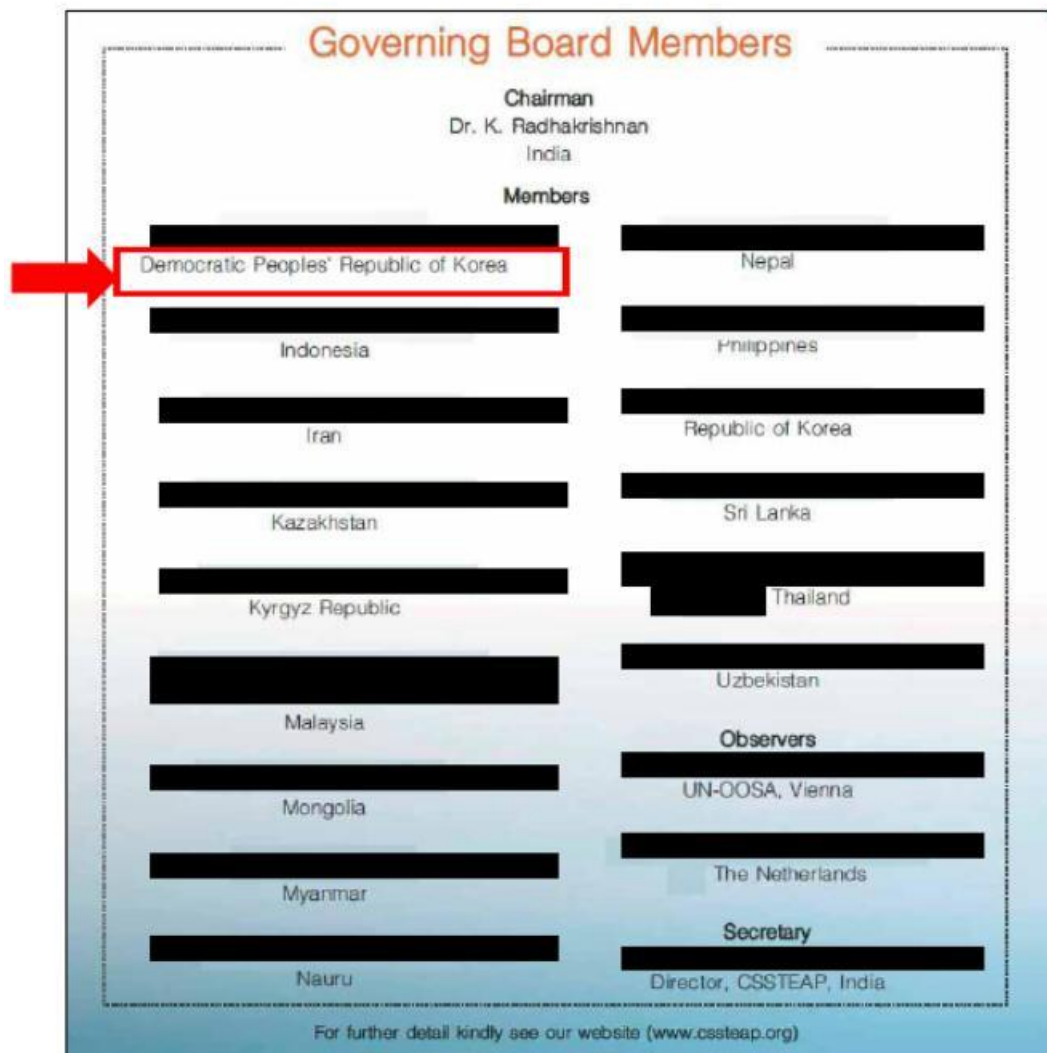 Governing Board Members
Chairman
Dr. K. Radhakrishnan
India
Members
Democratic Peoples' Republic of Korea
Indonesia
Iran
Kazakhstan
Kyrgyz Republic
Malaysia
Mongolia
Myanmar
Nauru
Nepal
Philippines
Republic of Korea
Sri Lanka
Thailand
Uzbekistan
Observers
UN-OOSA, Vienna
The Netherlands
Secretary
Director, CSSTEAP, India
For further detail kindly see our website (www.cssteap.org)